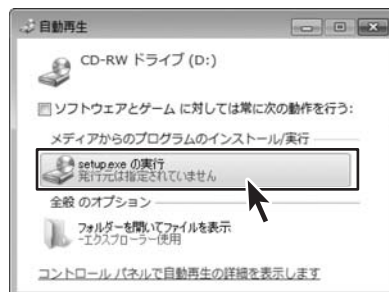 自動再生
CD-RW ドライブ (D:)
ソフトウェアとゲーム に対しては常に次の動作を行う:
メディアからのプログラムのインストール/実行
setup.exe の実行
発行元は指定されていません
全般 のオプション
フォルダーを開いてファイルを表示
-エクスプローラー使用
コントロール パネルで自動再生の詳細を表示します